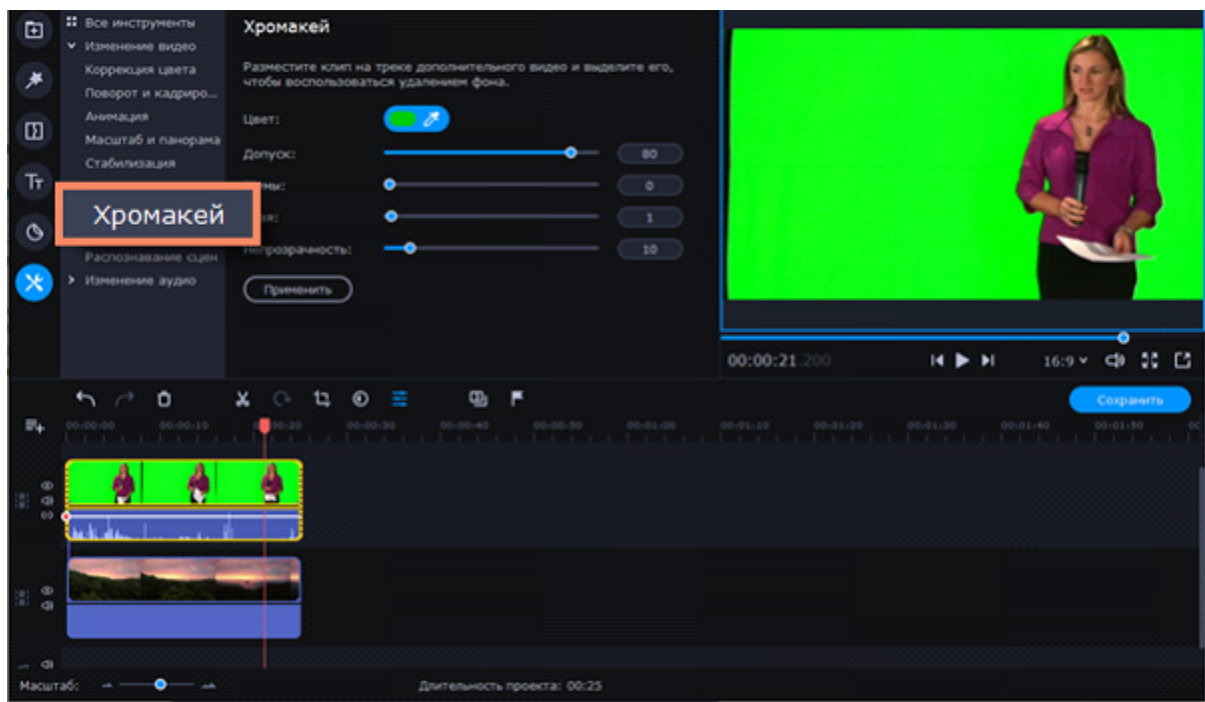 Все инструменты
Изменение видео
Коррекция цвета
Поворот и кадриро...
Анимация
Масштаб и панорама
Стабилизация
Хромакей
Распознавание сцен
Изменение аудио
Хромакей
Разместите клип на треке дополнительного видео и выделите его,
чтобы воспользоваться удалением фона.
Цвет:
Допуск: 80
0
1
Непрозрачность: 10
Применить
00:00:21.200
16:9
Сохранить
00:00:00 00:00:10 00:00:30 00:00:40 00:00:50 00:01:00 00:01:10 00:01:20 00:01:30 00:01:40 00:01:50
Масштаб:
Длительность проекта: 00:25